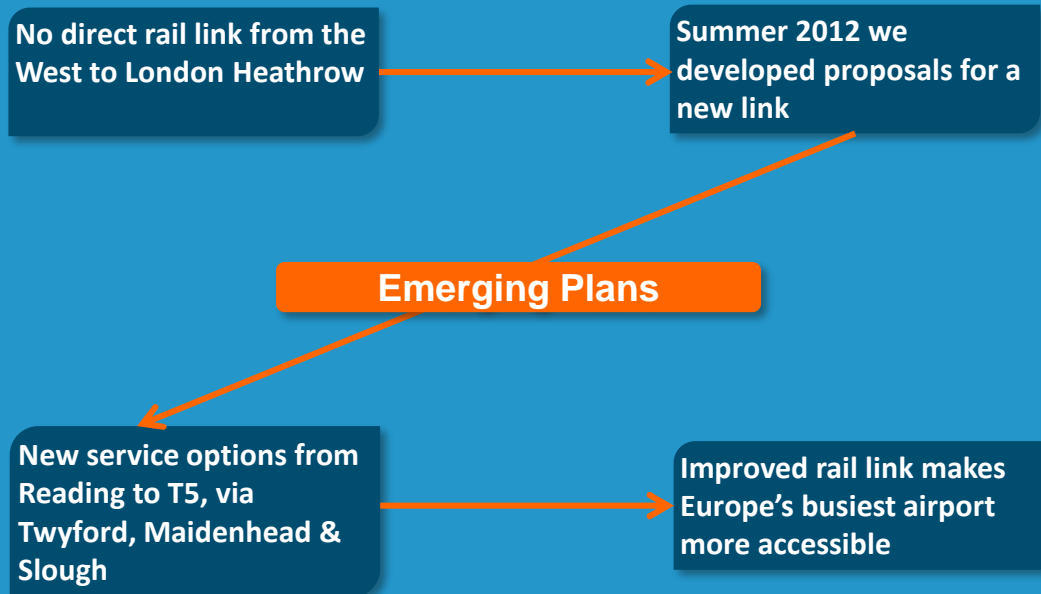 No direct rail link from the
West to London Heathrow
Summer 2012 we
developed proposals for a
new link
Emerging Plans
New service options from
Reading to T5, via
Twyford, Maidenhead &
Slough
Improved rail link makes
Europe’s busiest airport
more accessible